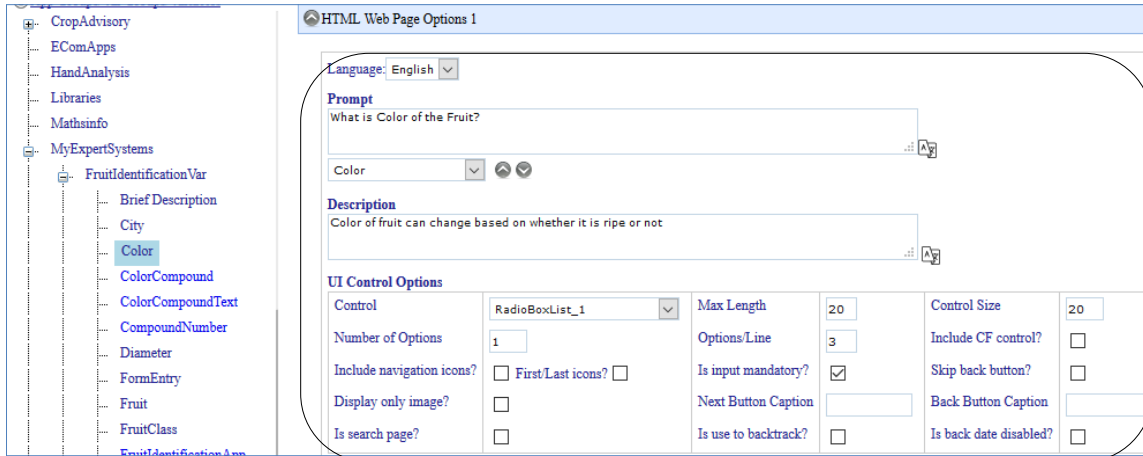 CropAdvisory
EComApps
HandAnalysis
Libraries
Mathsinfo
MyExpertSystems
FruitIdentificationVar
Brief Description
City
Color
ColorCompound
ColorCompoundText
CompoundNumber
Diameter
FormEntry
Fruit
FruitClass
FruitIdentificationApp
HTML Web Page Options 1
Language: English
Prompt
What is Color of the Fruit?
Color
Description
Color of fruit can change based on whether it is ripe or not
UI Control Options
Control RadioBoxList_1 Max Length 20 Control Size 20
Number of Options 1 Options/Line 3 Include CF control?
Include navigation icons? First/Last icons? Is input mandatory? Skip back button?
Display only image? Next Button Caption Back Button Caption
Is search page? Is use to backtrack? Is back date disabled?